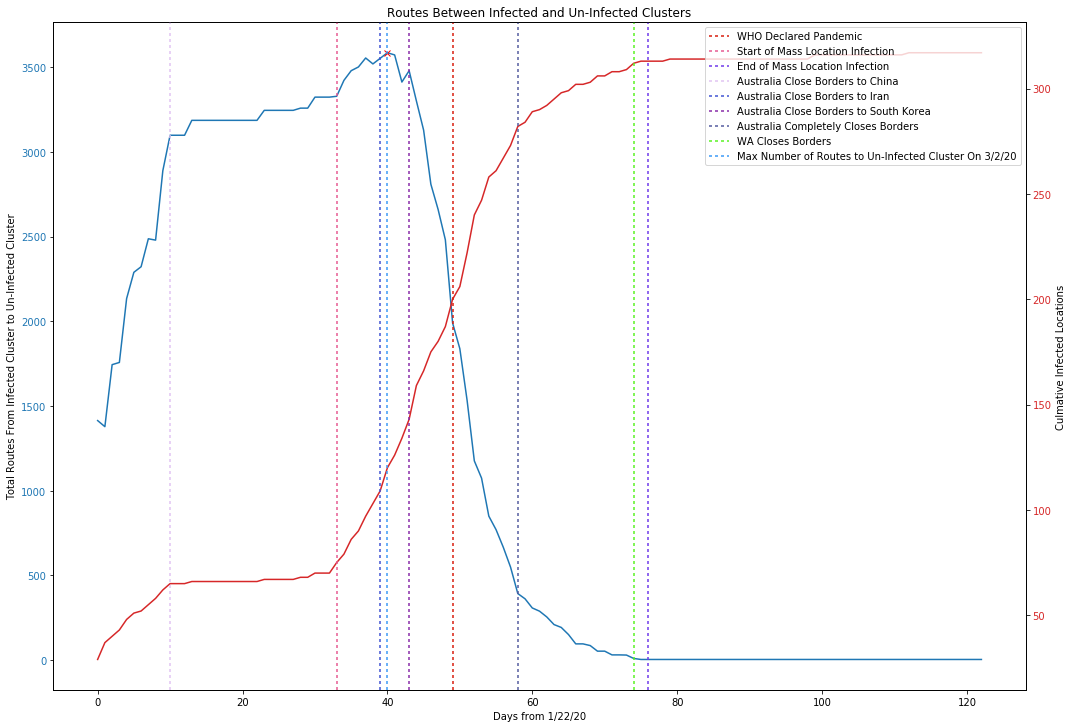 Routes Between Infected and Un-Infected Clusters
WHO Declared Pandemic
Start of Mass Location Infection
End of Mass Location Infection
Australia Close Borders to China
Australia Close Borders to Iran
Australia Close Borders to South Korea
Australia Completely Closes Borders
WA Closes Borders
Max Number of Routes to Un-Infected Cluster On 3/2/20
Total Routes From Infected Cluster to Un-Infected Cluster
3500
3000
2500
2000
1500
1000
500
0
300
250
200
150
100
50
Culmative Infected Locations
0 20 40 60 80 100 120
Days from 1/22/20